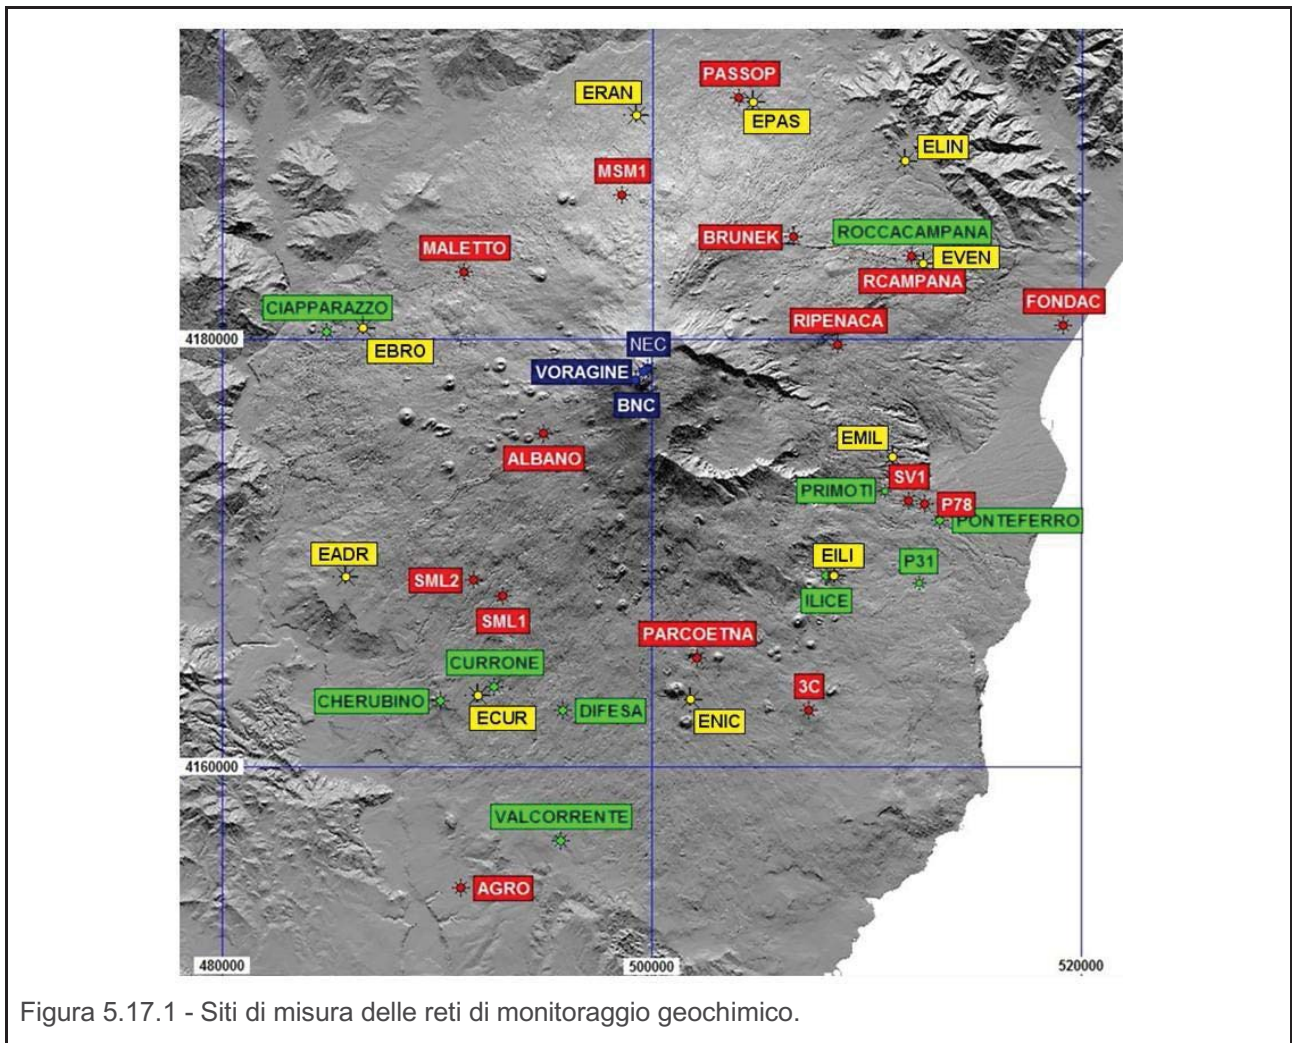 PASSOP
ERAN
EPAS
ELIN
MSM1
ROCCACAMPANA
BRUNEK
MALETTO
EVEN
RCAMPANA
FONDAC
CIAPPARAZZO
RIPENACA
4180000
NEC
EBRO
VORAGINE
BNC
EMIL
ALBANO
SV1
PRIMOTI
P78
PONTEFERRO
EADR
EILI
P31
SML2
ILICE
SML1
PARCOETNA
CURRONE
3C
CHERUBINO
DIFESA
ECUR
ENIC
4160000
VALCORRENTE
AGRO
480000
500000
520000
Figura 5.17.1 - Siti di misura delle reti di monitoraggio geochimico.